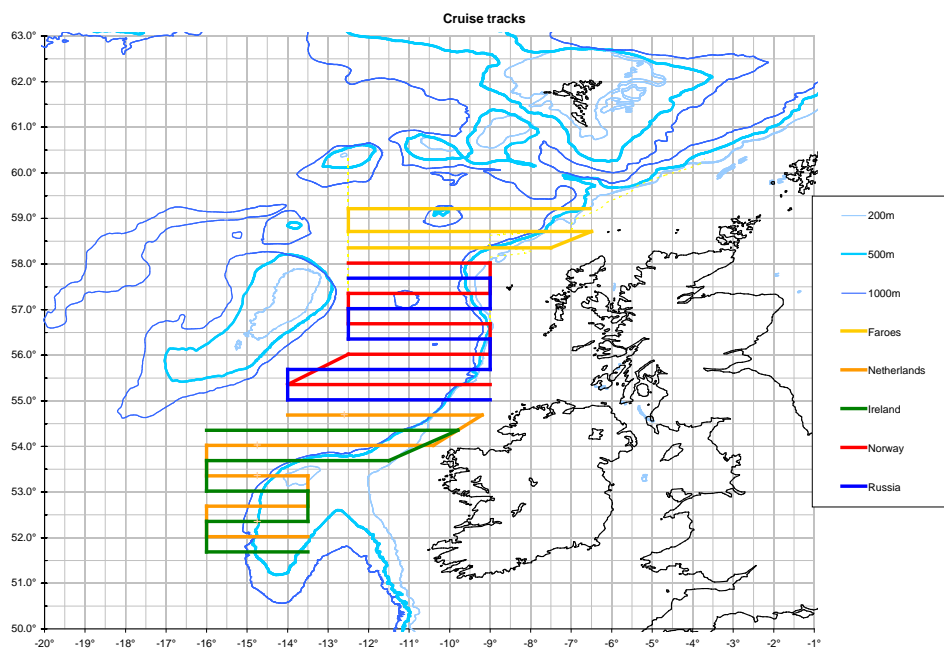 Cruise tracks
63.0°
62.0°
61.0°
60.0°
59.0°
58.0°
57.0°
56.0°
55.0°
54.0°
53.0°
52.0°
51.0°
50.0°
-20° -19° -18° -17° -16° -15° -14° -13° -12° -11° -10° -9° -8° -7° -6° -5° -4° -3° -2° -1°
200m
500m
1000m
Faroes
Netherlands
Ireland
Norway
Russia